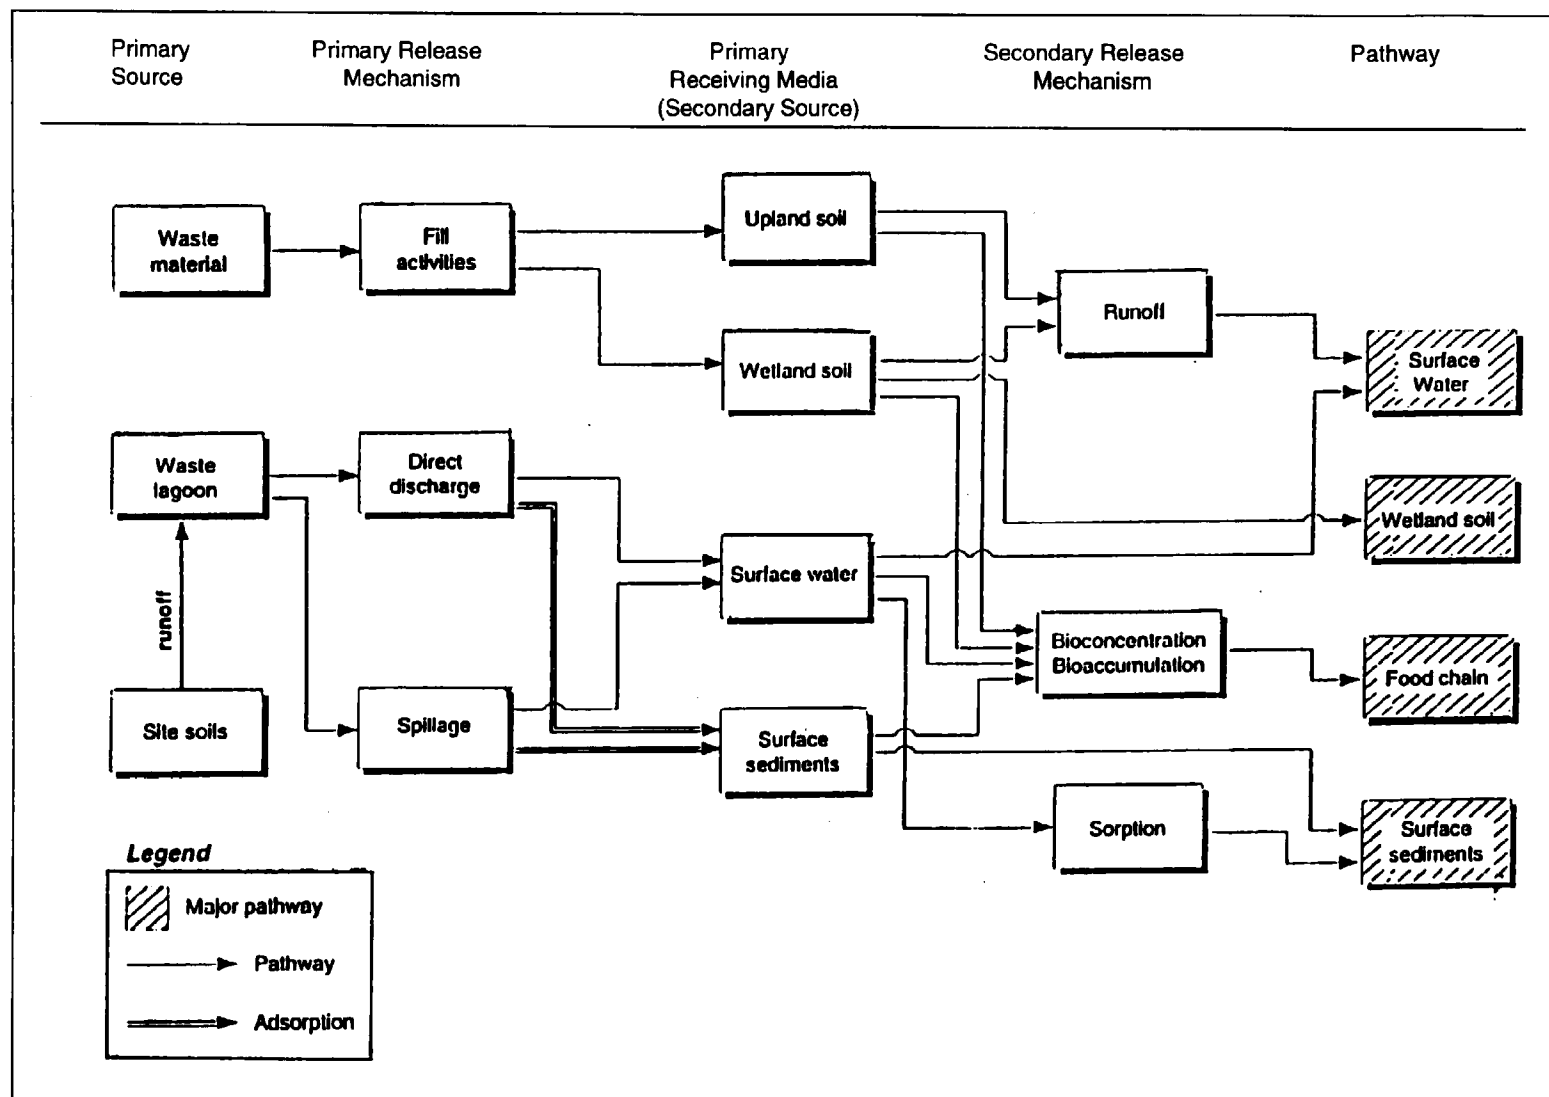 Primary
Source
Primary Release
Mechanism
Primary
Receiving Media
(Secondary Source)
Secondary Release
Mechanism
Pathway
Waste
material
Fill
activities
Upland soil
Runoff
Wetland soil
Surface
Water
Waste
lagoon
Direct
discharge
Wetland soil
Surface water
runoff
Bioconcentration
Bioaccumulation
Food chain
Site soils
Spillage
Surface
sediments
Sorption
Surface
sediments
Legend
Major pathway
Pathway
Adsorption